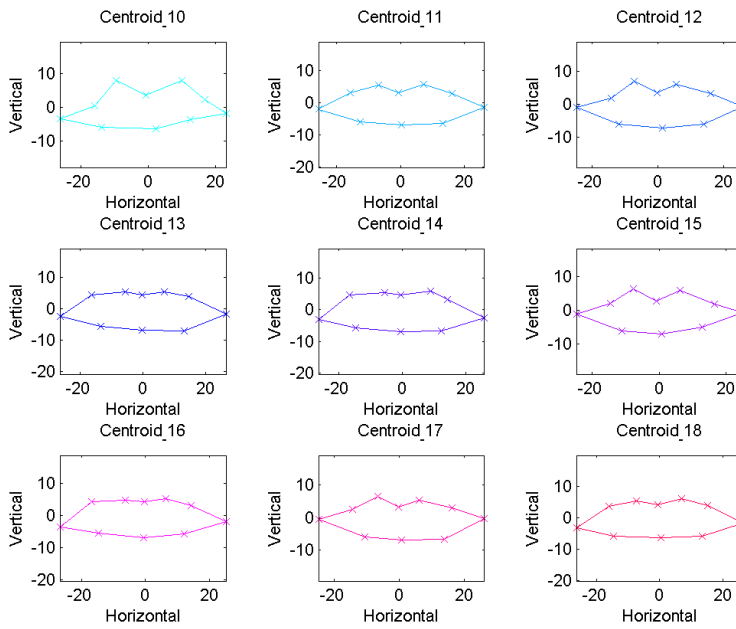 Centroid_10 Centroid_11 Centroid_12
Vertical 10 0 -10
Vertical 10 0 -10 -20
Vertical 10 0 -10
-20 0 20 -20 0 20 -20 0 20
Horizontal Horizontal Horizontal
Centroid_13 Centroid_14 Centroid_15
Vertical 10 0 -10 -20
Vertical 10 0 -10 -20
Vertical 10 0 -10
-20 0 20 -20 0 20 -20 0 20
Horizontal Horizontal Horizontal
Centroid_16 Centroid_17 Centroid_18
Vertical 10 0 -10 -20
Vertical 10 0 -10
Vertical 10 0 -10 -20
-20 0 20 -20 0 20 -20 0 20
Horizontal Horizontal Horizontal